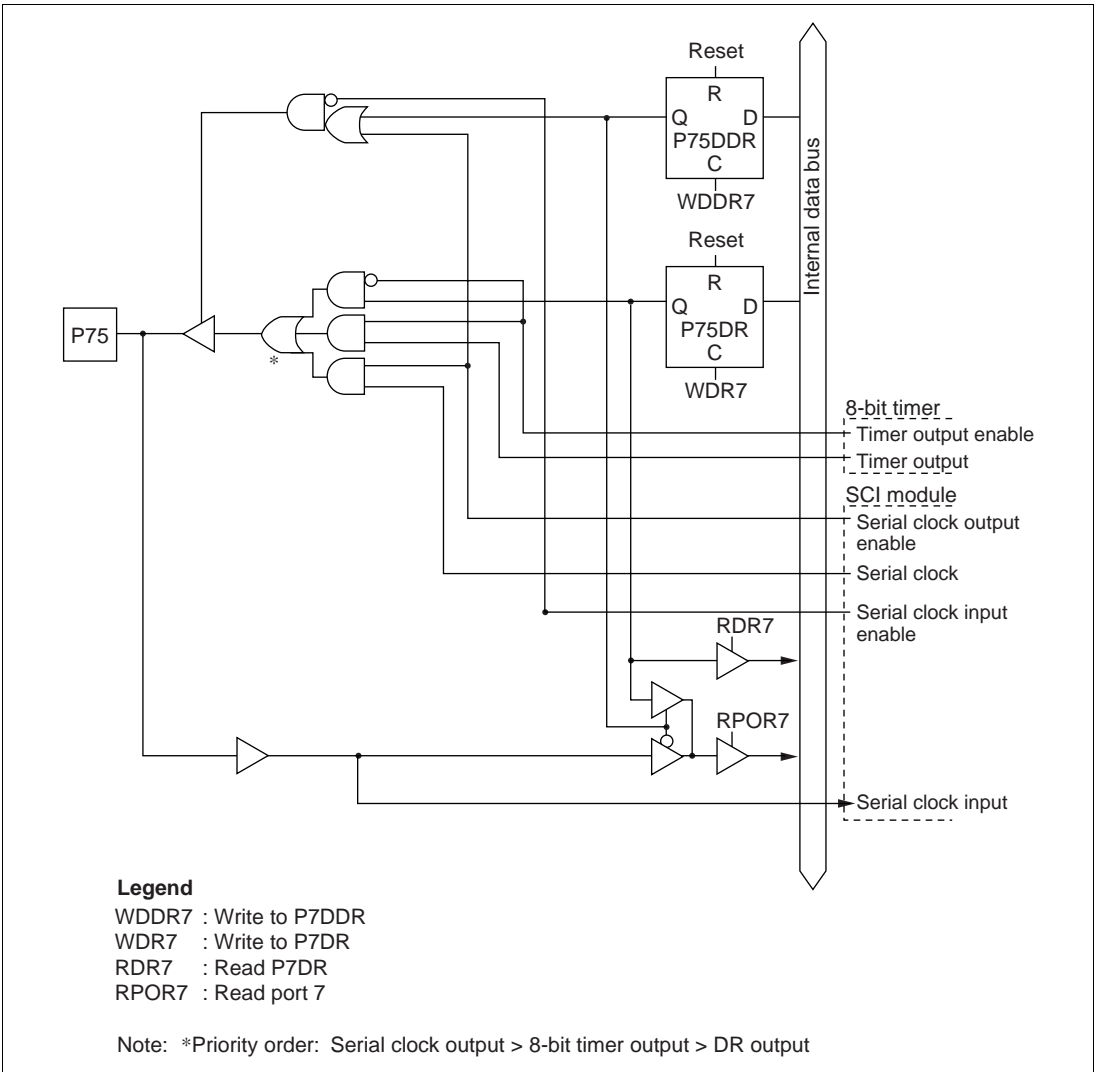 Reset
R
Q D
P75DDR
C
WDDR7
Internal data bus
Reset
R
Q D
P75DR
C
WDR7
P75
*
8-bit timer
Timer output enable
Timer output
SCI module
Serial clock output
enable
Serial clock
Serial clock input
enable
RDR7
RPOR7
Serial clock input
Legend
WDDR7 : Write to P7DDR
WDR7 : Write to P7DR
RDR7 : Read P7DR
RPOR7 : Read port 7
Note: *Priority order: Serial clock output > 8-bit timer output > DR output